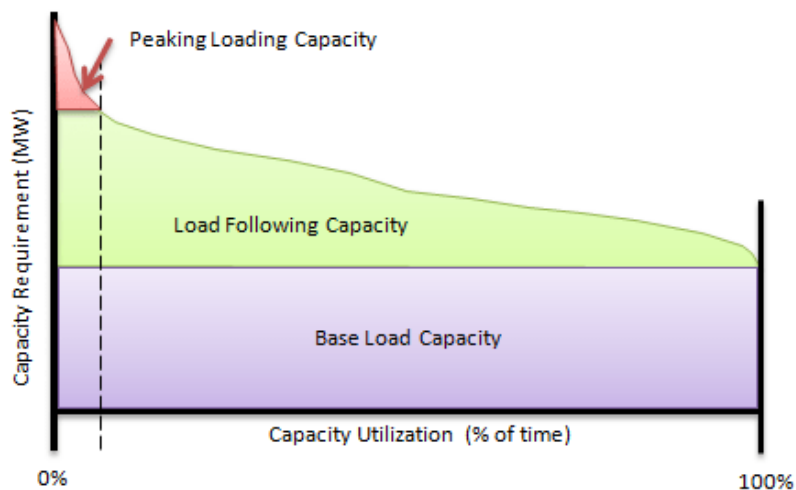 Peaking Loading Capacity
Capacity Requirement (MW)
Load Following Capacity
Base Load Capacity
Capacity Utilization (% of time)
0%
100%